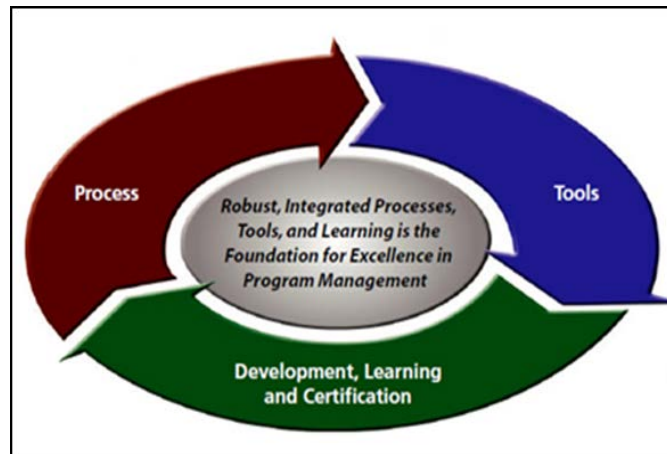 Process
Tools
Robust, Integrated Processes,
Tools, and Learning is the
Foundation for Excellence in
Program Management
Development, Learning
and Certification